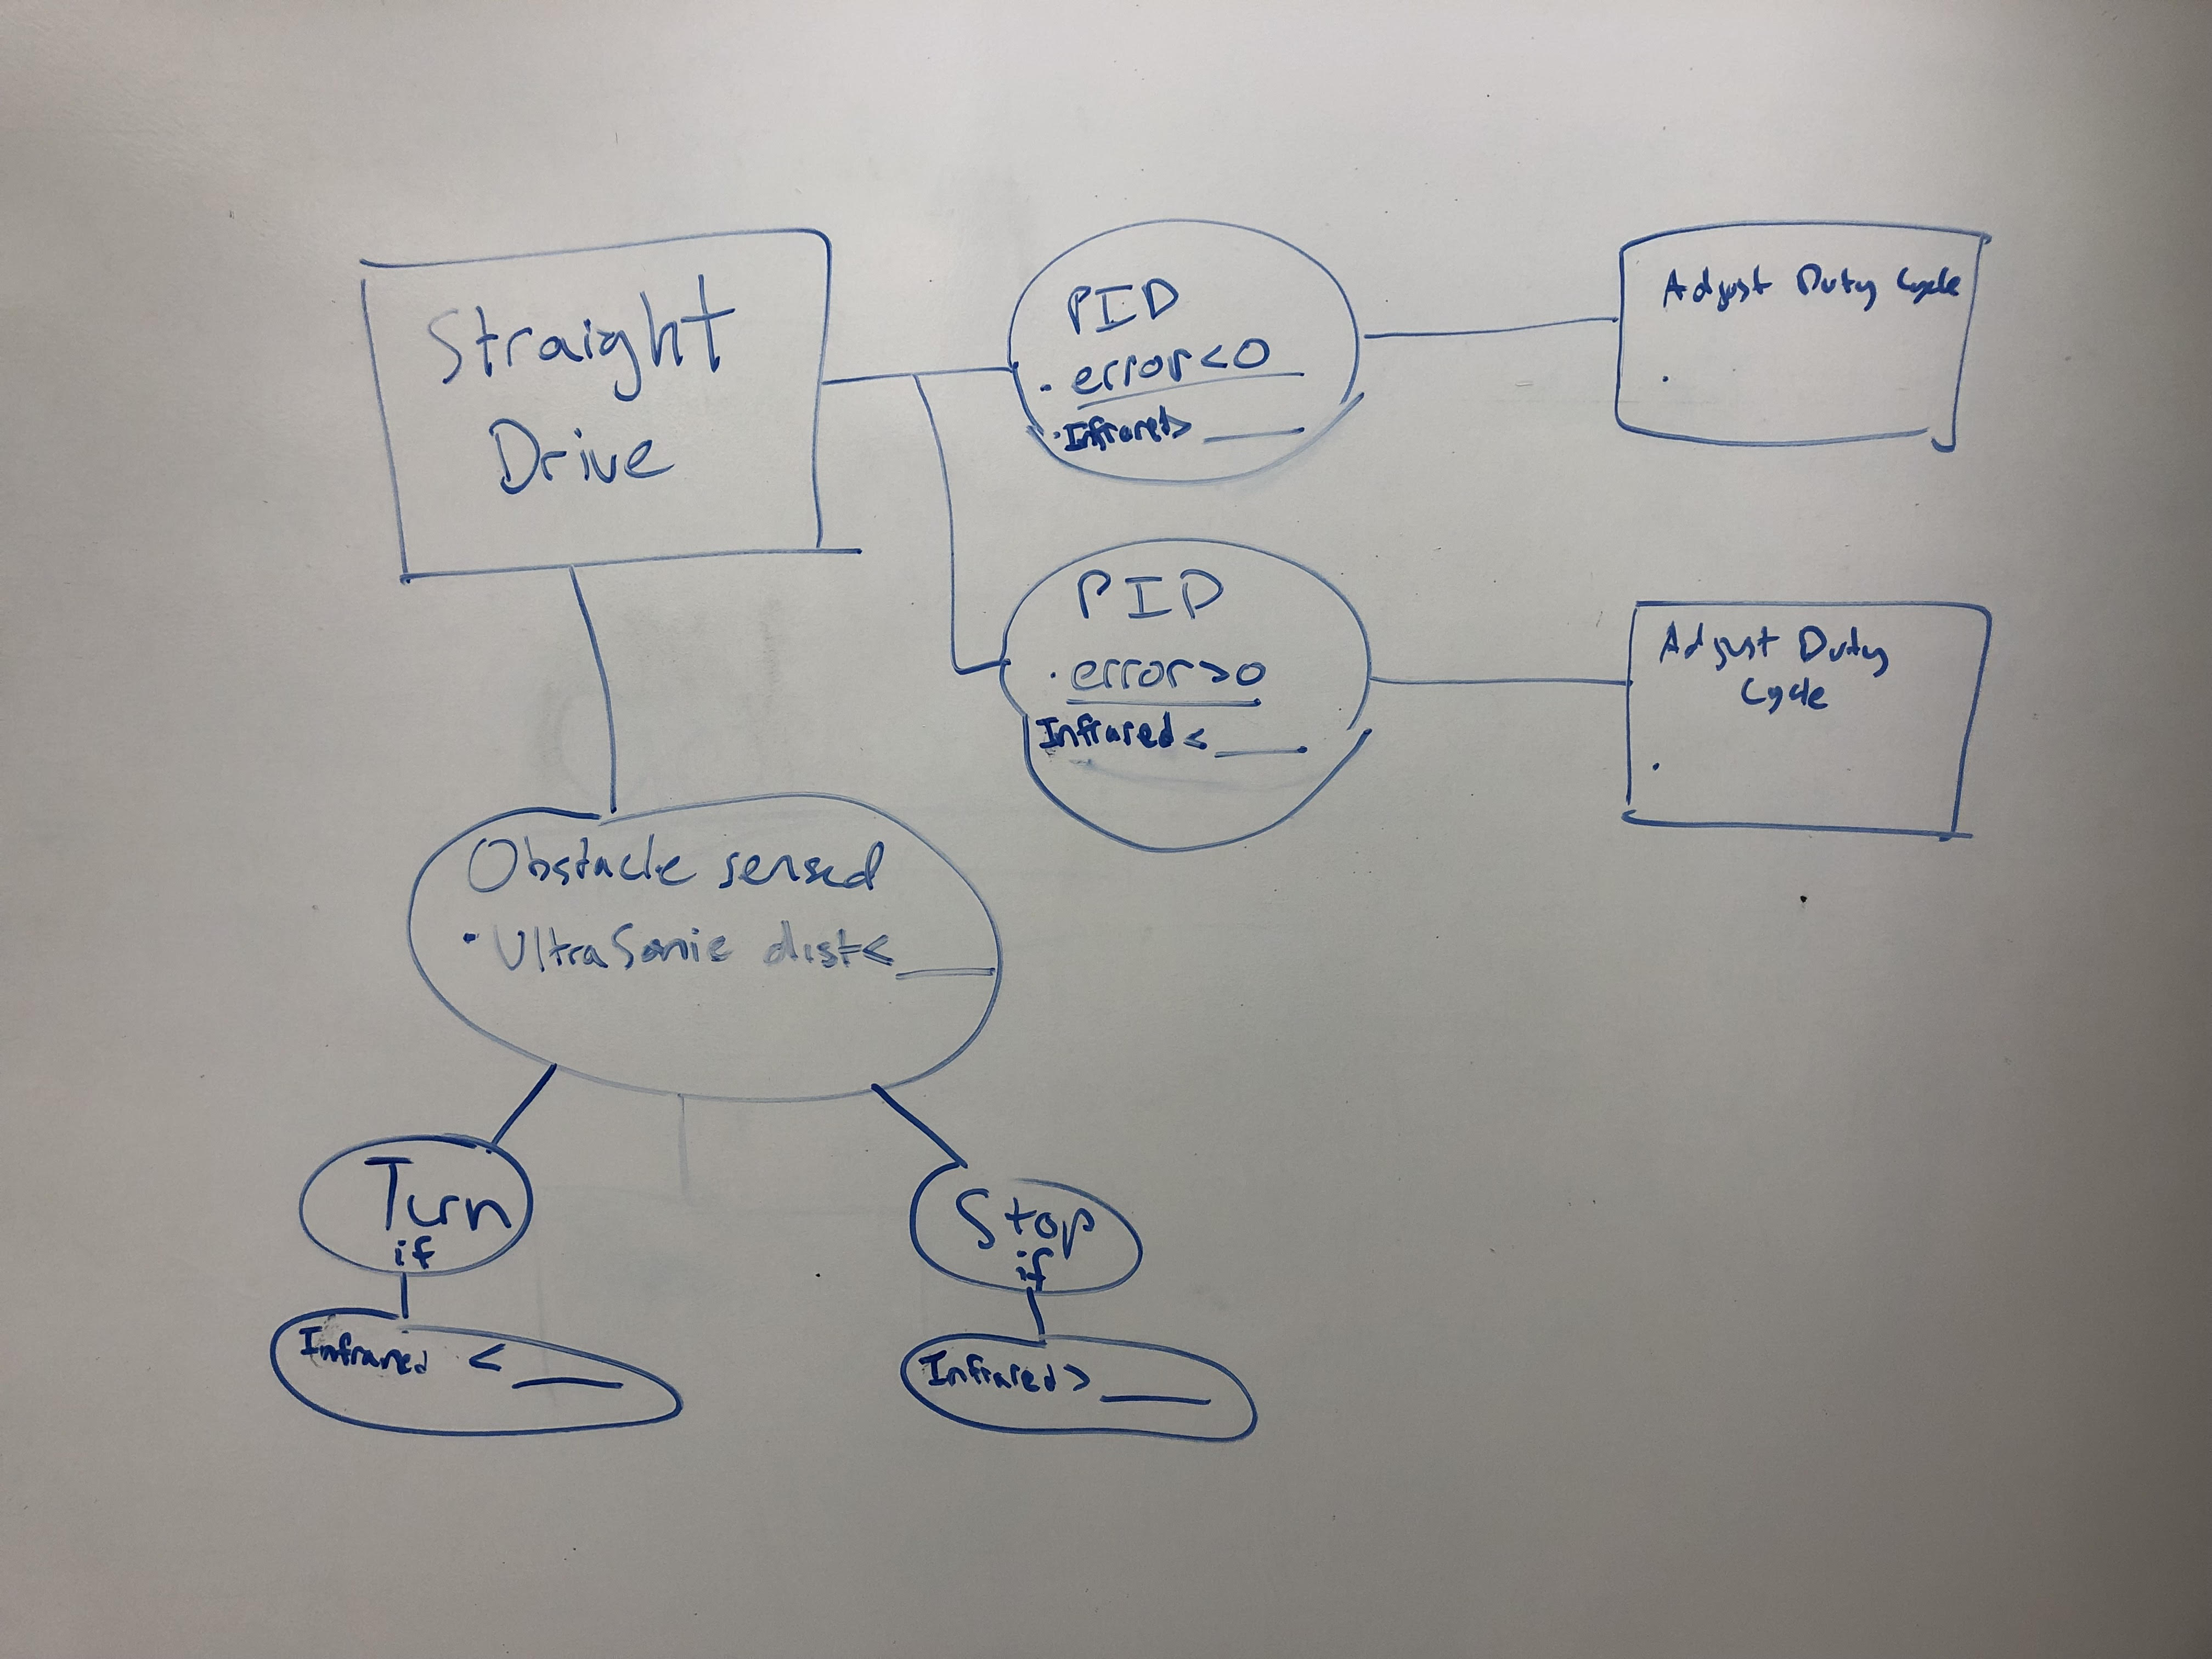 Straight
Drive
PID
· error<0
· Infrared> ____
Adjust Duty Cycle
·
PID
· error>0
Infrared < ____
Adjust Duty
Cycle
·
Obstacle sensed
· UltraSonic dist< ____
Turn
if
Infrared < ____
Stop
if
Infrared > ____